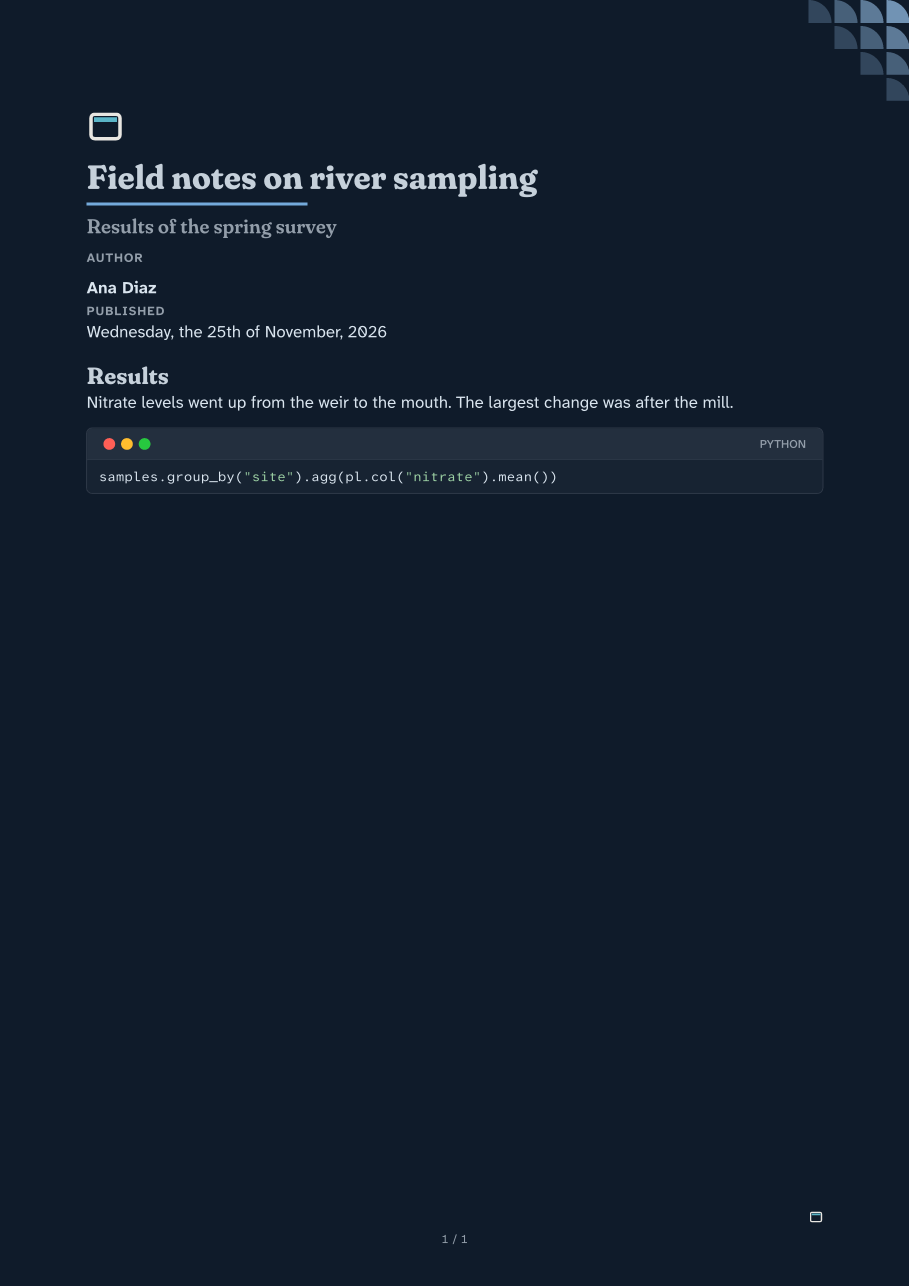 Field notes on river sampling
Results of the spring survey
AUTHOR
Ana Diaz
PUBLISHED
Wednesday, the 25th of November, 2026
Results
Nitrate levels went up from the weir to the mouth. The largest change was after the mill.
PYTHON
samples.group_by("site").agg(pl.col("nitrate").mean())
1 / 1